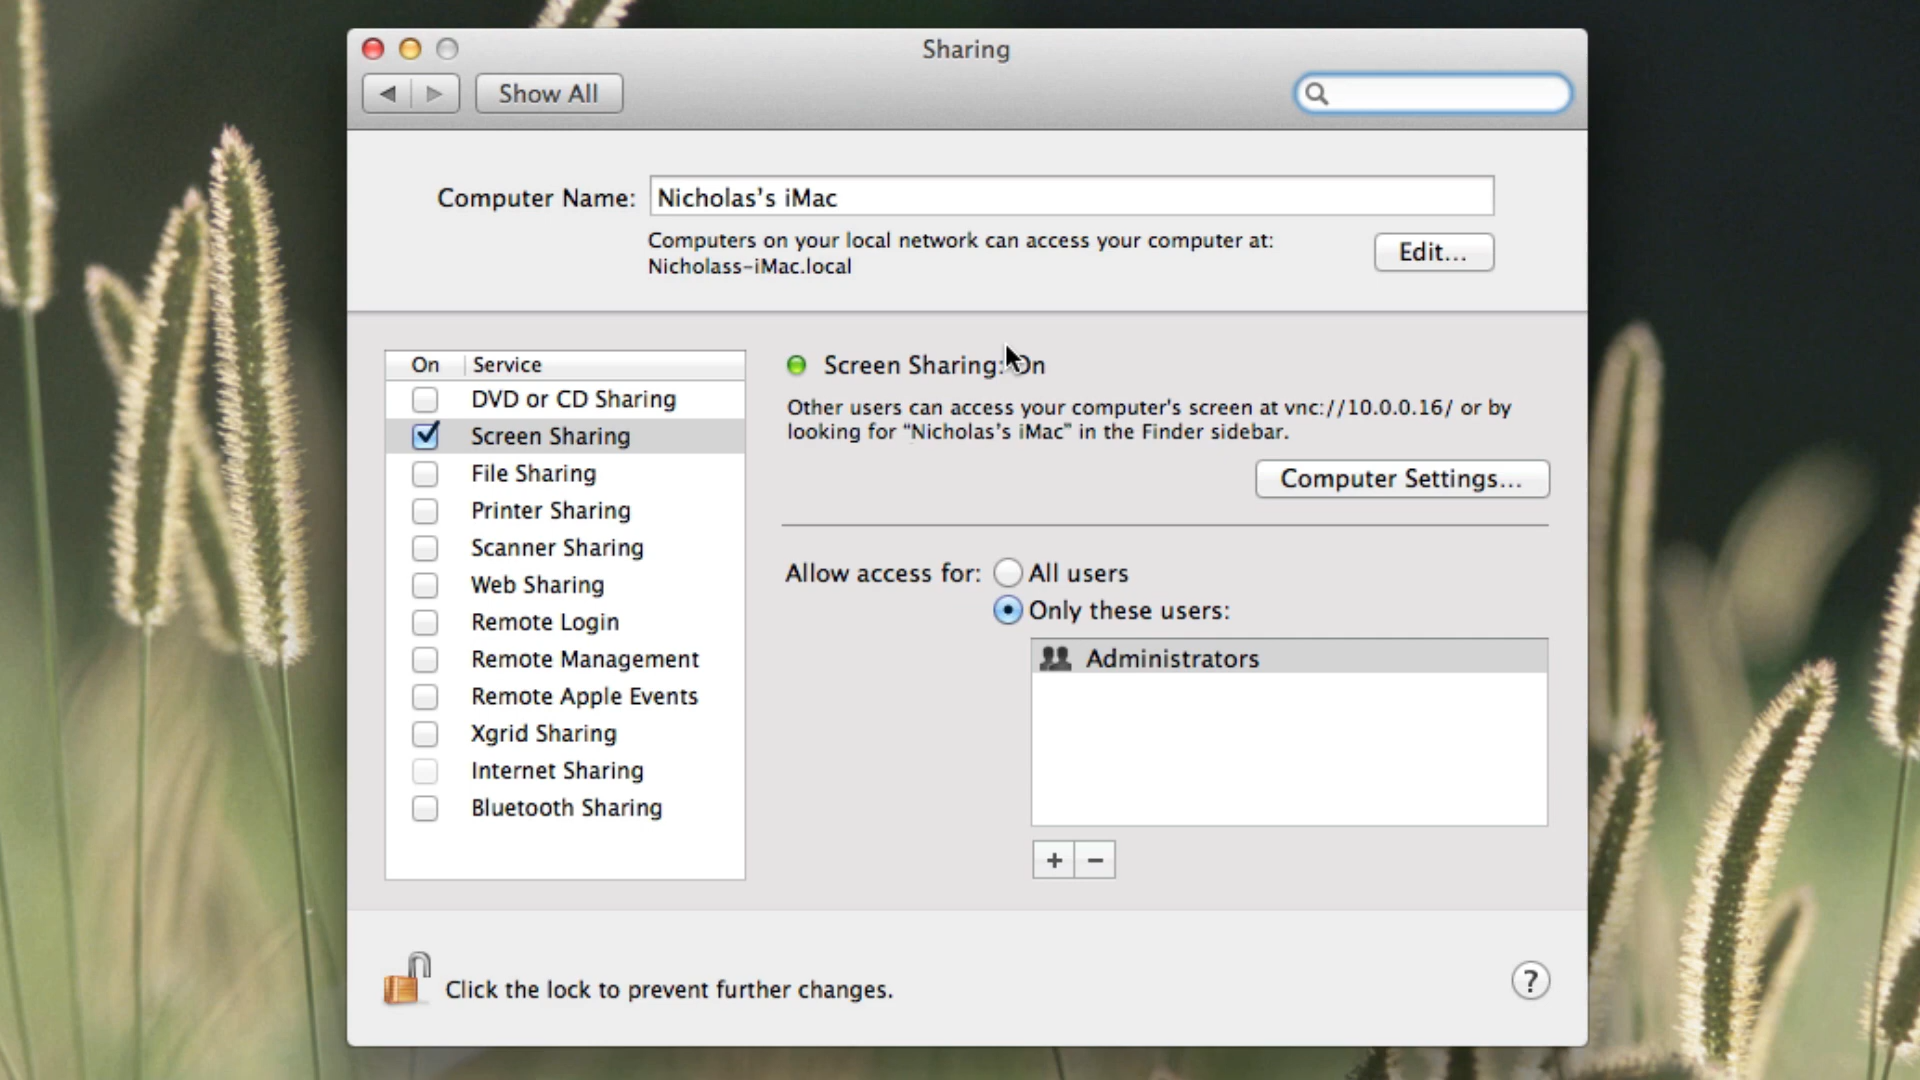 Sharing
Show All
Computer Name: Nicholas's iMac
Computers on your local network can access your computer at:
Nicholass-iMac.local
Edit...
On Service
DVD or CD Sharing
Screen Sharing
File Sharing
Printer Sharing
Scanner Sharing
Web Sharing
Remote Login
Remote Management
Remote Apple Events
Xgrid Sharing
Internet Sharing
Bluetooth Sharing
Screen Sharing: On
Other users can access your computer's screen at vnc://10.0.0.16/ or by
looking for “Nicholas's iMac” in the Finder sidebar.
Computer Settings...
Allow access for: All users
Only these users:
Administrators
+ −
Click the lock to prevent further changes.
?